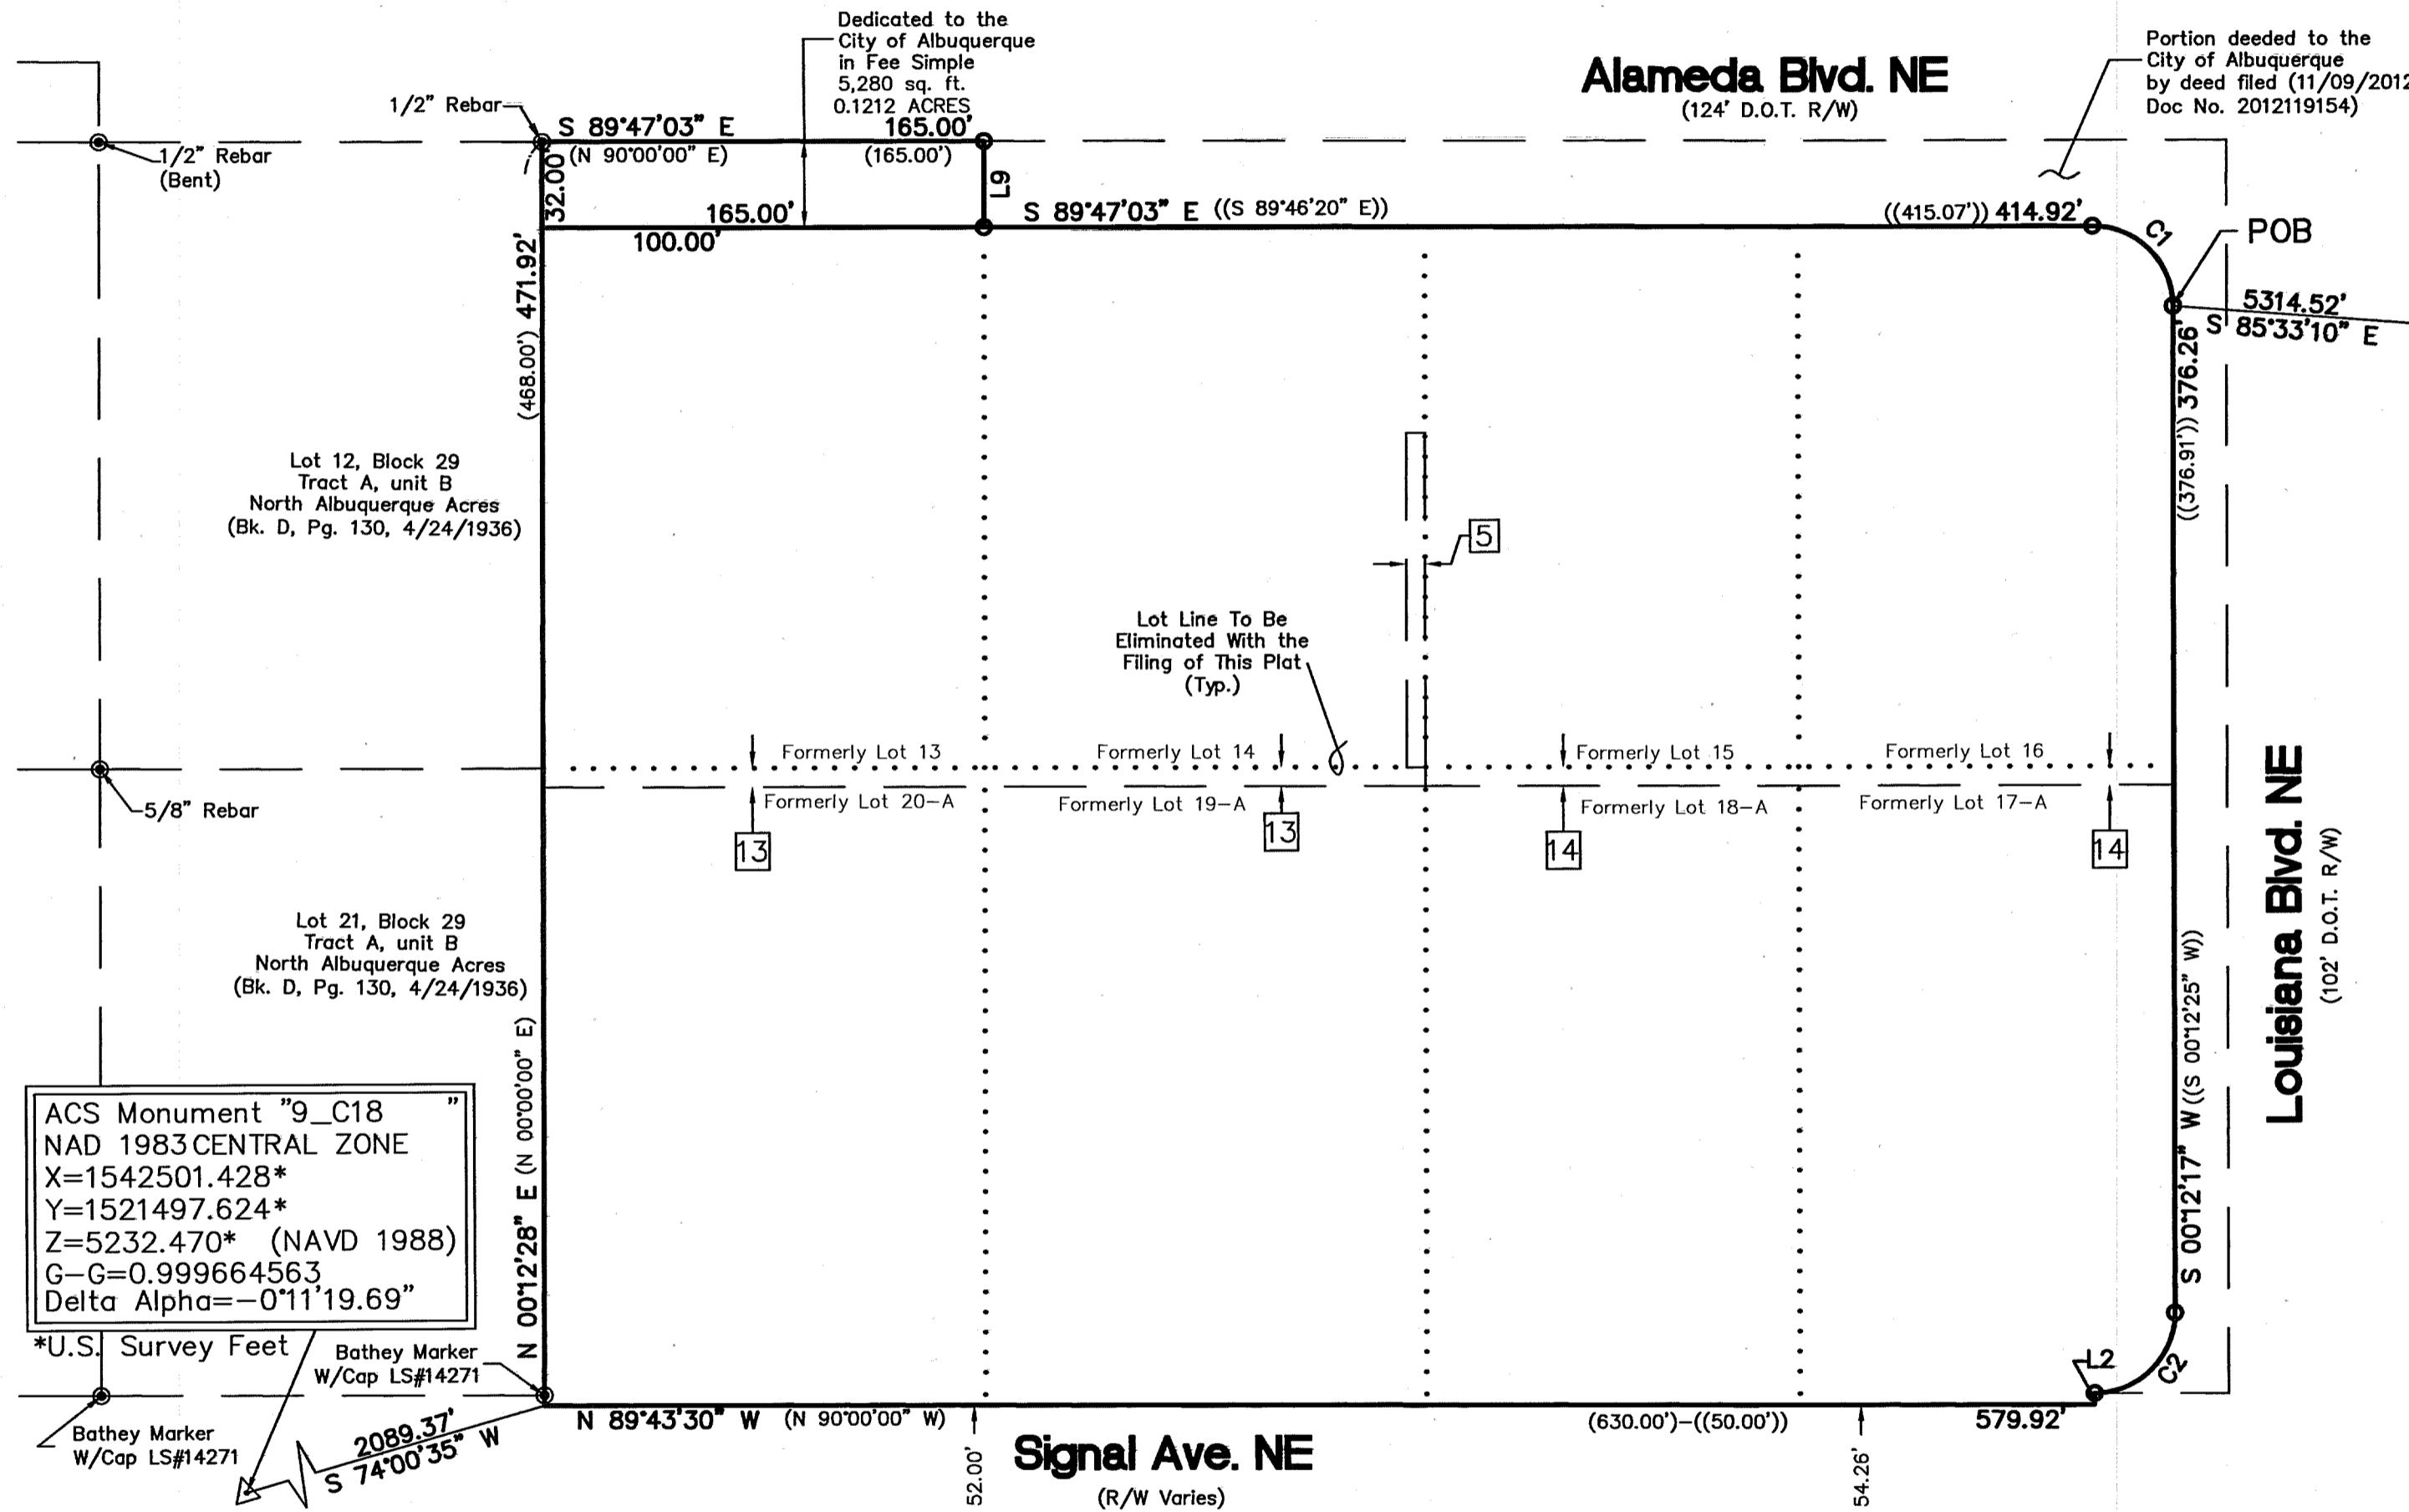 Dedicated to the
City of Albuquerque
in Fee Simple
5,280 sq. ft.
0.1212 ACRES
Alameda Blvd. NE
(124' D.O.T. R/W)
Portion deeded to the
City of Albuquerque
by deed filed (11/09/2012
Doc No. 2012119154)
1/2" Rebar
S 89°47'03" E 165.00'
(N 90°00'00" E) (165.00')
1/2" Rebar
(Bent)
32.00'
L9
165.00'
100.00'
S 89°47'03" E ((S 89°46'20" E))
((415.07')) 414.92'
C1
POB
5314.52'
S 85°33'10" E
(468.00') 471.92'
((376.91')) 376.26'
Lot 12, Block 29
Tract A, unit B
North Albuquerque Acres
(Bk. D, Pg. 130, 4/24/1936)
5
Lot Line To Be
Eliminated With the
Filing of This Plat
(Typ.)
Formerly Lot 13
Formerly Lot 14
Formerly Lot 15
Formerly Lot 16
Formerly Lot 20-A
Formerly Lot 19-A
Formerly Lot 18-A
Formerly Lot 17-A
13
13
14
14
5/8" Rebar
Louisiana Blvd. NE
(102' D.O.T. R/W)
Lot 21, Block 29
Tract A, unit B
North Albuquerque Acres
(Bk. D, Pg. 130, 4/24/1936)
N 00°12'28" E (N 00°00'00" E)
S 00°12'17" W ((S 00°12'25" W))
ACS Monument "9_C18 "
NAD 1983 CENTRAL ZONE
X=1542501.428*
Y=1521497.624*
Z=5232.470* (NAVD 1988)
G-G=0.999664563
Delta Alpha=-0°11'19.69"
*U.S. Survey Feet
Bathey Marker
W/Cap LS#14271
L2
C2
Bathey Marker
W/Cap LS#14271
2089.37'
S 74°00'35" W
N 89°43'30" W (N 90°00'00" W)
(630.00')-((50.00'))
579.92'
52.00'
Signal Ave. NE
(R/W Varies)
54.26'